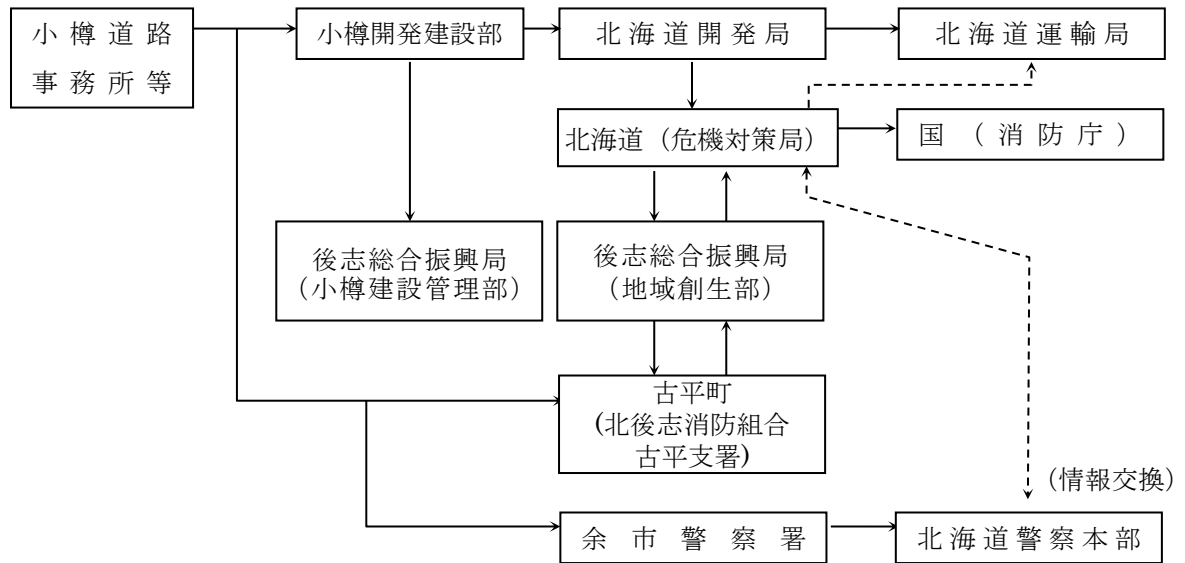 小樽道路
事務所等
小樽開発建設部
北海道開発局
北海道運輸局
北海道（危機対策局）
国（消防庁）
後志総合振興局
（小樽建設管理部）
後志総合振興局
（地域創生部）
古平町
(北後志消防組合
古平支署)
（情報交換）
余市警察署
北海道警察本部